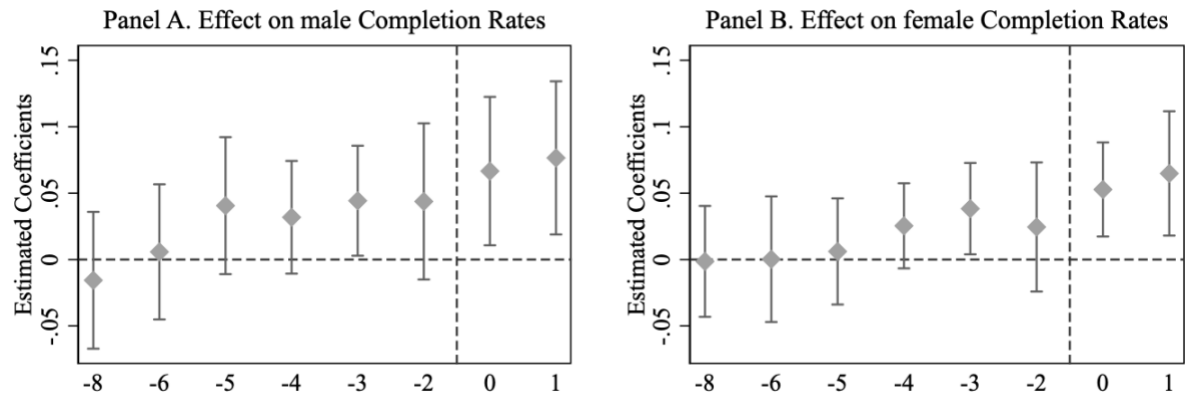 Panel A. Effect on male Completion Rates
Estimated Coefficients
.15
.1
.05
0
-.05
-8 -6 -5 -4 -3 -2 0 1
Panel B. Effect on female Completion Rates
Estimated Coefficients
.15
.1
.05
0
-.05
-8 -6 -5 -4 -3 -2 0 1